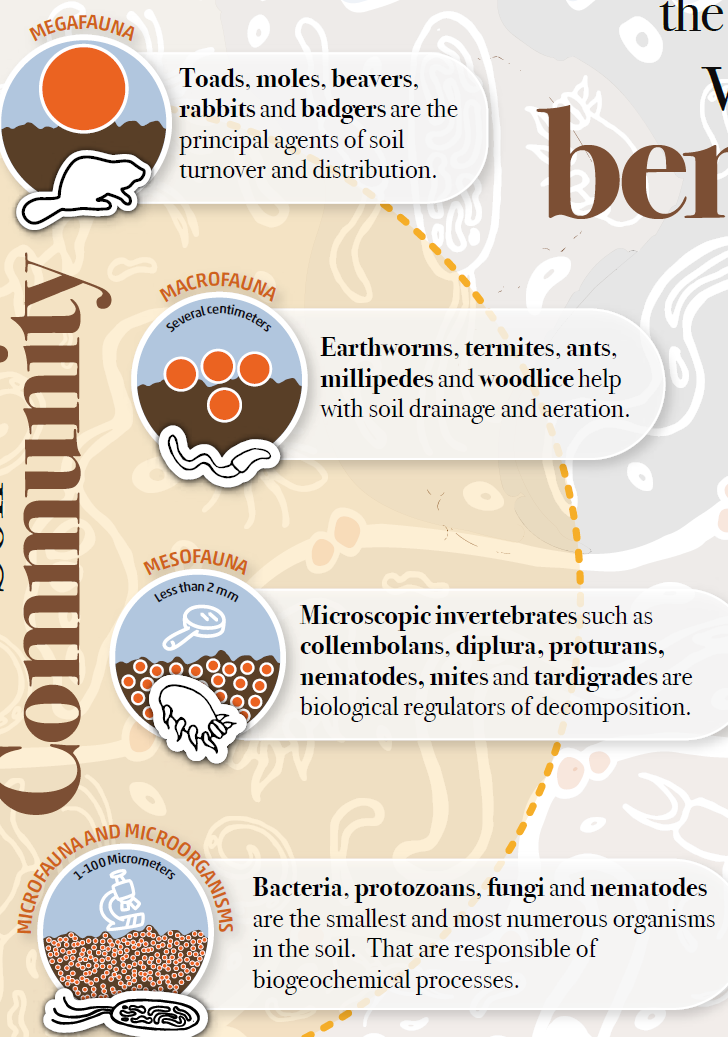 the
MEGAFAUNA
Toads, moles, beavers,
rabbits and badgers are the
principal agents of soil
turnover and distribution.
Community
MACROFAUNA
Several centimeters
Earthworms, termites, ants,
millipedes and woodlice help
with soil drainage and aeration.
MESOFAUNA
Less than 2 mm
Microscopic invertebrates such as
collembolans, diplura, proturans,
nematodes, mites and tardigrades are
biological regulators of decomposition.
MICROFAUNA AND MICROORGANISMS
1-100 Micrometers
Bacteria, protozoans, fungi and nematodes
are the smallest and most numerous organisms
in the soil.  That are responsible of
biogeochemical processes.